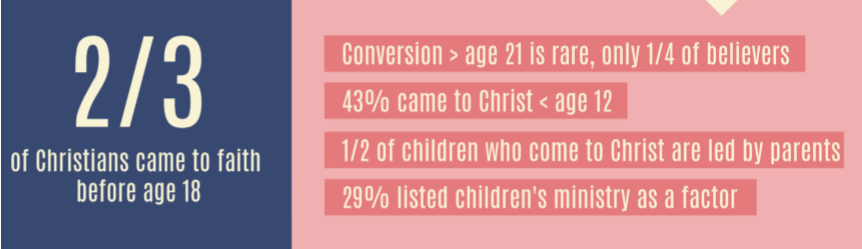 2/3
of Christians came to faith
before age 18
Conversion > age 21 is rare, only 1/4 of believers
43% came to Christ < age 12
1/2 of children who come to Christ are led by parents
29% listed children's ministry as a factor